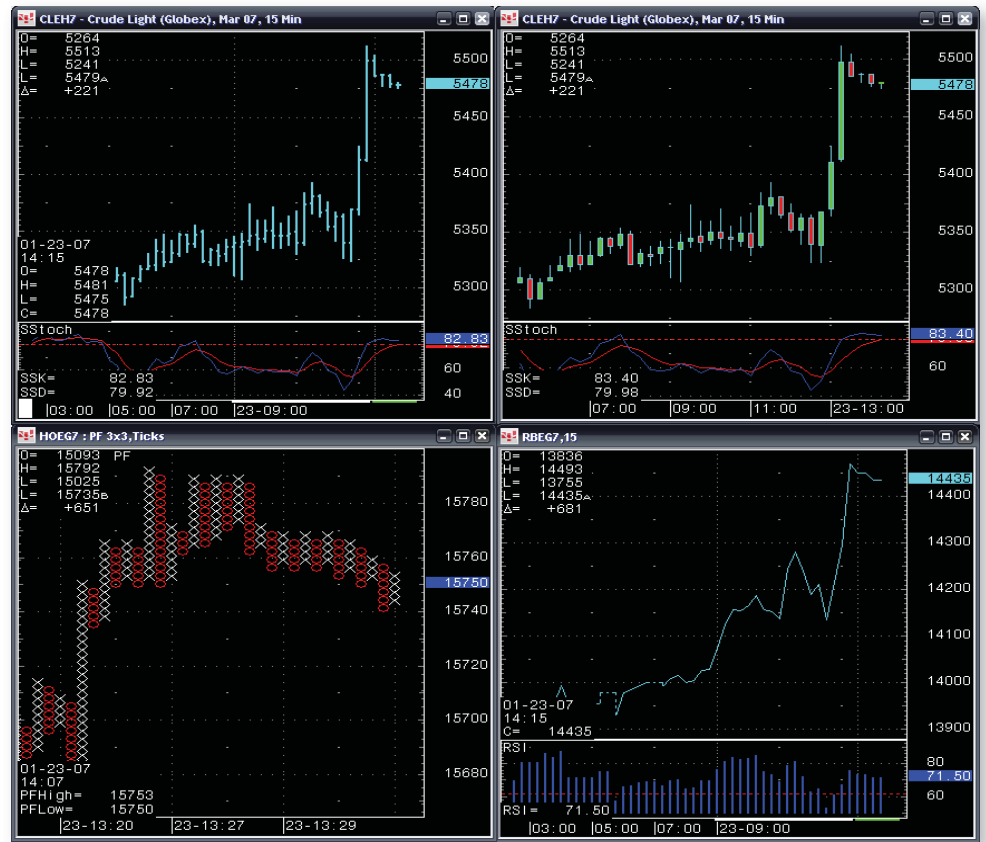 CLEH7 - Crude Light (Globex), Mar 07, 15 Min
O= 5264
H= 5513
L= 5241
L= 5479A
Δ= +221
5500
5478
5450
5400
5350
5300
01-23-07
14:15
O= 5478
H= 5481
L= 5475
C= 5478
SStoch
82.83
60
40
SSK= 82.83
SSD= 79.92
03:00 05:00 07:00 23-09:00
CLEH7 - Crude Light (Globex), Mar 07, 15 Min
O= 5264
H= 5513
L= 5241
L= 5479A
Δ= +221
5500
5478
5450
5400
5350
5300
SStoch
83.40
60
SSK= 83.40
SSD= 79.98
07:00 09:00 11:00 23-13:00
HOEG7 : PF 3x3,Ticks
O= 15093 PF
H= 15792
L= 15025
L= 15735B
Δ= +651
15780
15760
15750
15740
15720
15700
15680
01-23-07
14:07
PFHigh= 15753
PFLow= 15750
23-13:20 23-13:27 23-13:29
RBEG7,15
O= 13836
H= 14493
L= 13755
L= 14435A
Δ= +681
14435
14400
14300
14200
14100
14000
13900
01-23-07
14:15
C= 14435
RSI
80
71.50
60
RSI= 71.50
03:00 05:00 07:00 23-09:00